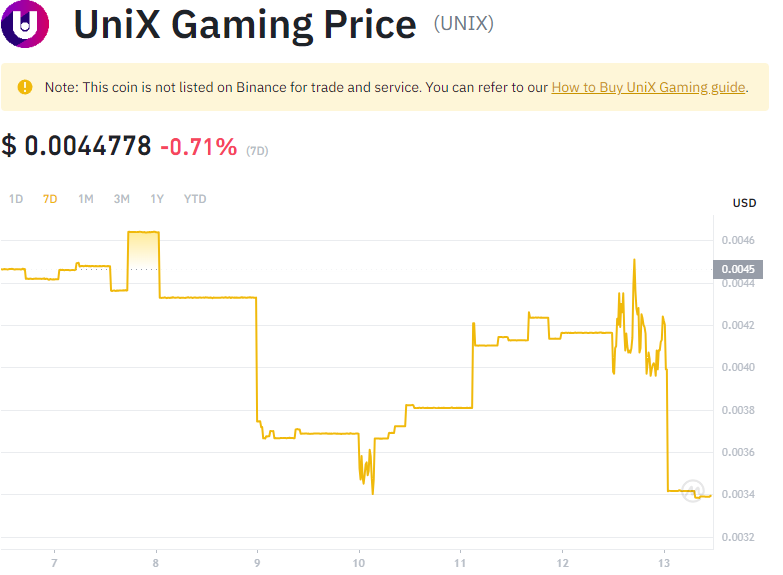 UniX Gaming Price (UNIX)
Note: This coin is not listed on Binance for trade and service. You can refer to our How to Buy UniX Gaming guide.
$ 0.0044778 -0.71% (7D)
1D 7D 1M 3M 1Y YTD
USD
0.0046
0.0045
0.0044
0.0042
0.0040
0.0038
0.0036
0.0034
0.0032
7 8 9 10 11 12 13